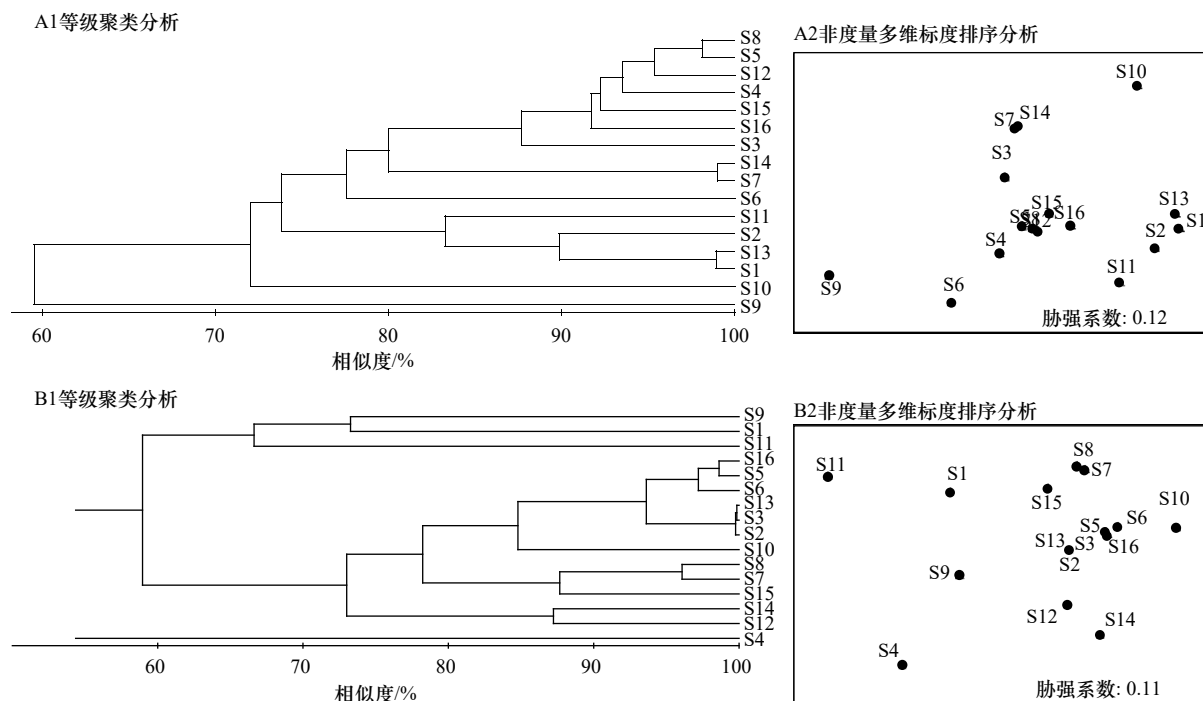 A1等级聚类分析
S8
S5
S12
S4
S15
S16
S3
S14
S7
S6
S11
S2
S13
S1
S10
S9
60 70 80 90 100
相似度/%
A2非度量多维标度排序分析
S10
S7 S14
S3
S15
S16
S13
S1
S2
S4
S11
S9
S6
胁强系数: 0.12
B1等级聚类分析
S9
S1
S11
S16
S5
S6
S13
S3
S2
S10
S8
S7
S15
S14
S12
S4
60 70 80 90 100
相似度/%
B2非度量多维标度排序分析
S8
S7
S11
S1
S15
S10
S5 S6
S13 S3 S16
S2
S9
S12
S14
S4
胁强系数: 0.11